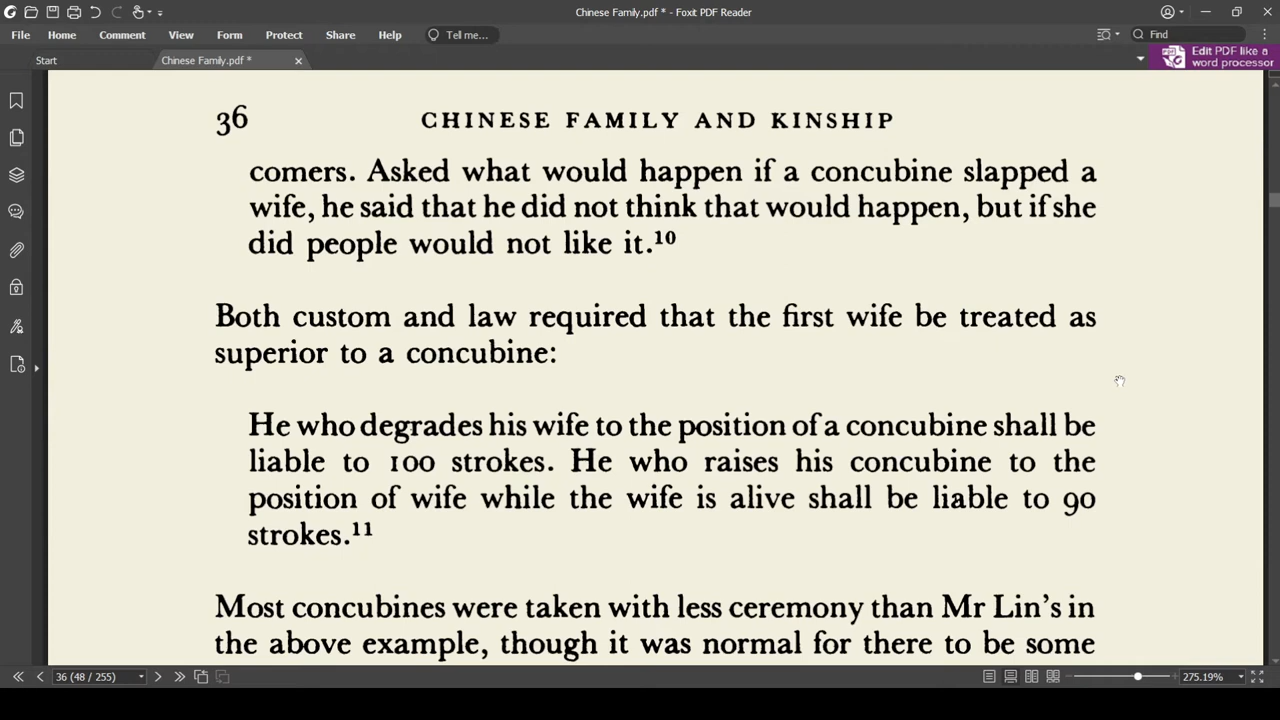 Chinese Family.pdf * - Foxit PDF Reader
File Home Comment View Form Protect Share Help Tell me... Find
Start Chinese Family.pdf * Edit PDF like a
word processor
36 CHINESE FAMILY AND KINSHIP
comers. Asked what would happen if a concubine slapped a
wife, he said that he did not think that would happen, but if she
did people would not like it.¹⁰
Both custom and law required that the first wife be treated as
superior to a concubine:
He who degrades his wife to the position of a concubine shall be
liable to 100 strokes. He who raises his concubine to the
position of wife while the wife is alive shall be liable to 90
strokes.¹¹
Most concubines were taken with less ceremony than Mr Lin's in
the above example, though it was normal for there to be some
36 (48 / 255) 275.19%